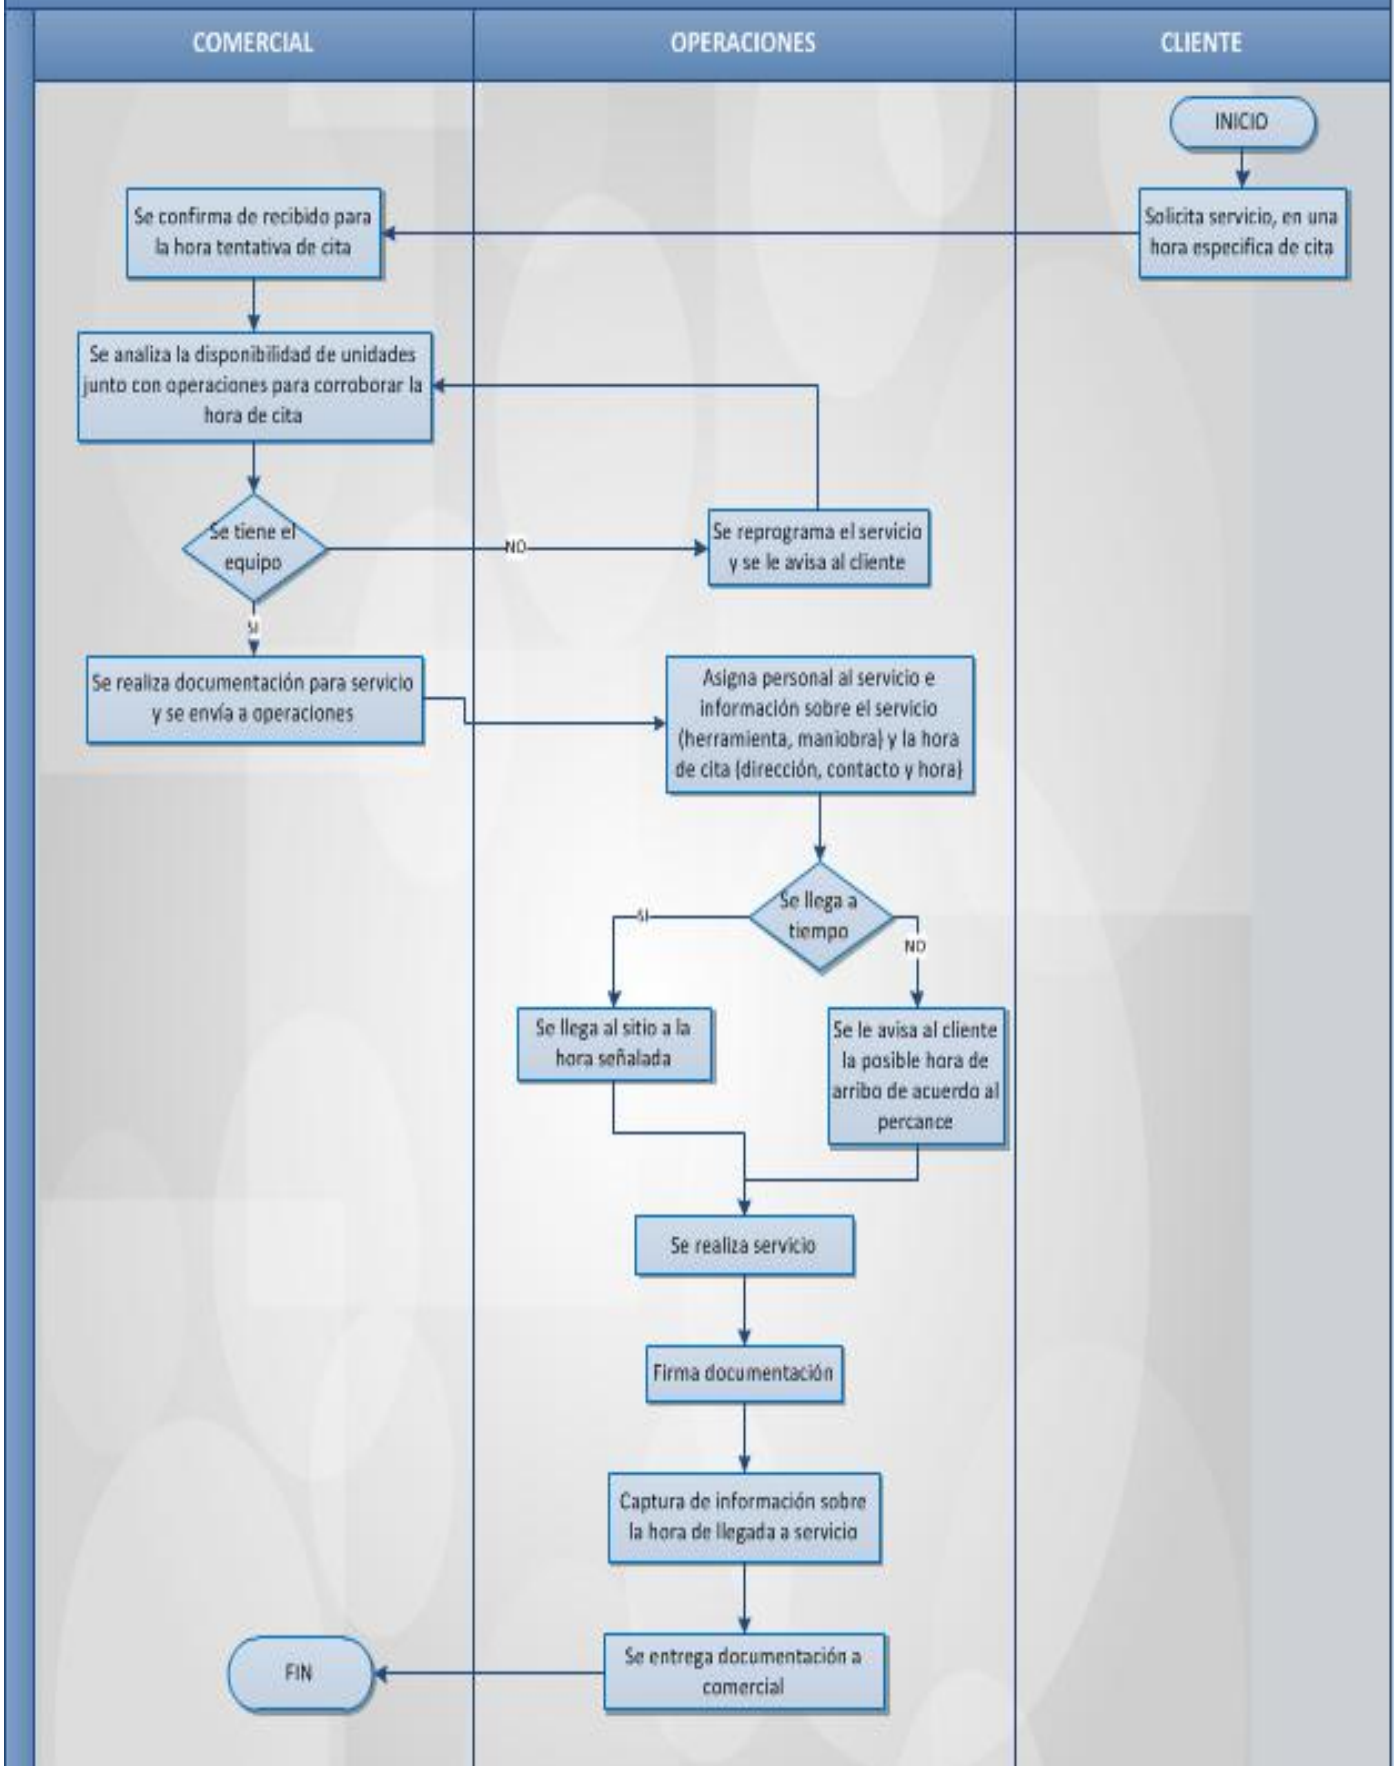 COMERCIAL
OPERACIONES
CLIENTE
INICIO
Solicita servicio, en una
hora especifica de cita
Se confirma de recibido para
la hora tentativa de cita
Se analiza la disponibilidad de unidades
junto con operaciones para corroborar la
hora de cita
Se tiene el
equipo
NO
Se reprograma el servicio
y se le avisa al cliente
SI
Se realiza documentación para servicio
y se envía a operaciones
Asigna personal al servicio e
información sobre el servicio
(herramienta, maniobra) y la hora
de cita (dirección, contacto y hora)
Se llega a
tiempo
SI
NO
Se llega al sitio a la
hora señalada
Se le avisa al cliente
la posible hora de
arribo de acuerdo al
percance
Se realiza servicio
Firma documentación
Captura de información sobre
la hora de llegada a servicio
Se entrega documentación a
comercial
FIN